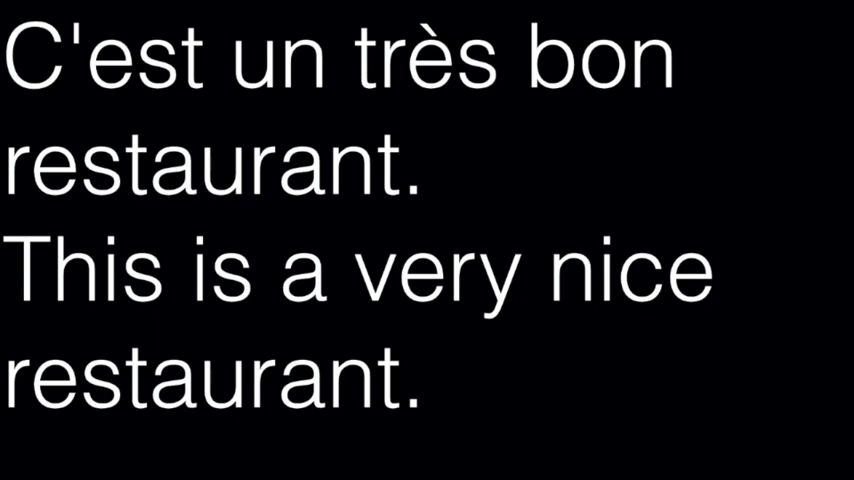 C'est un très bon
restaurant.
This is a very nice
restaurant.